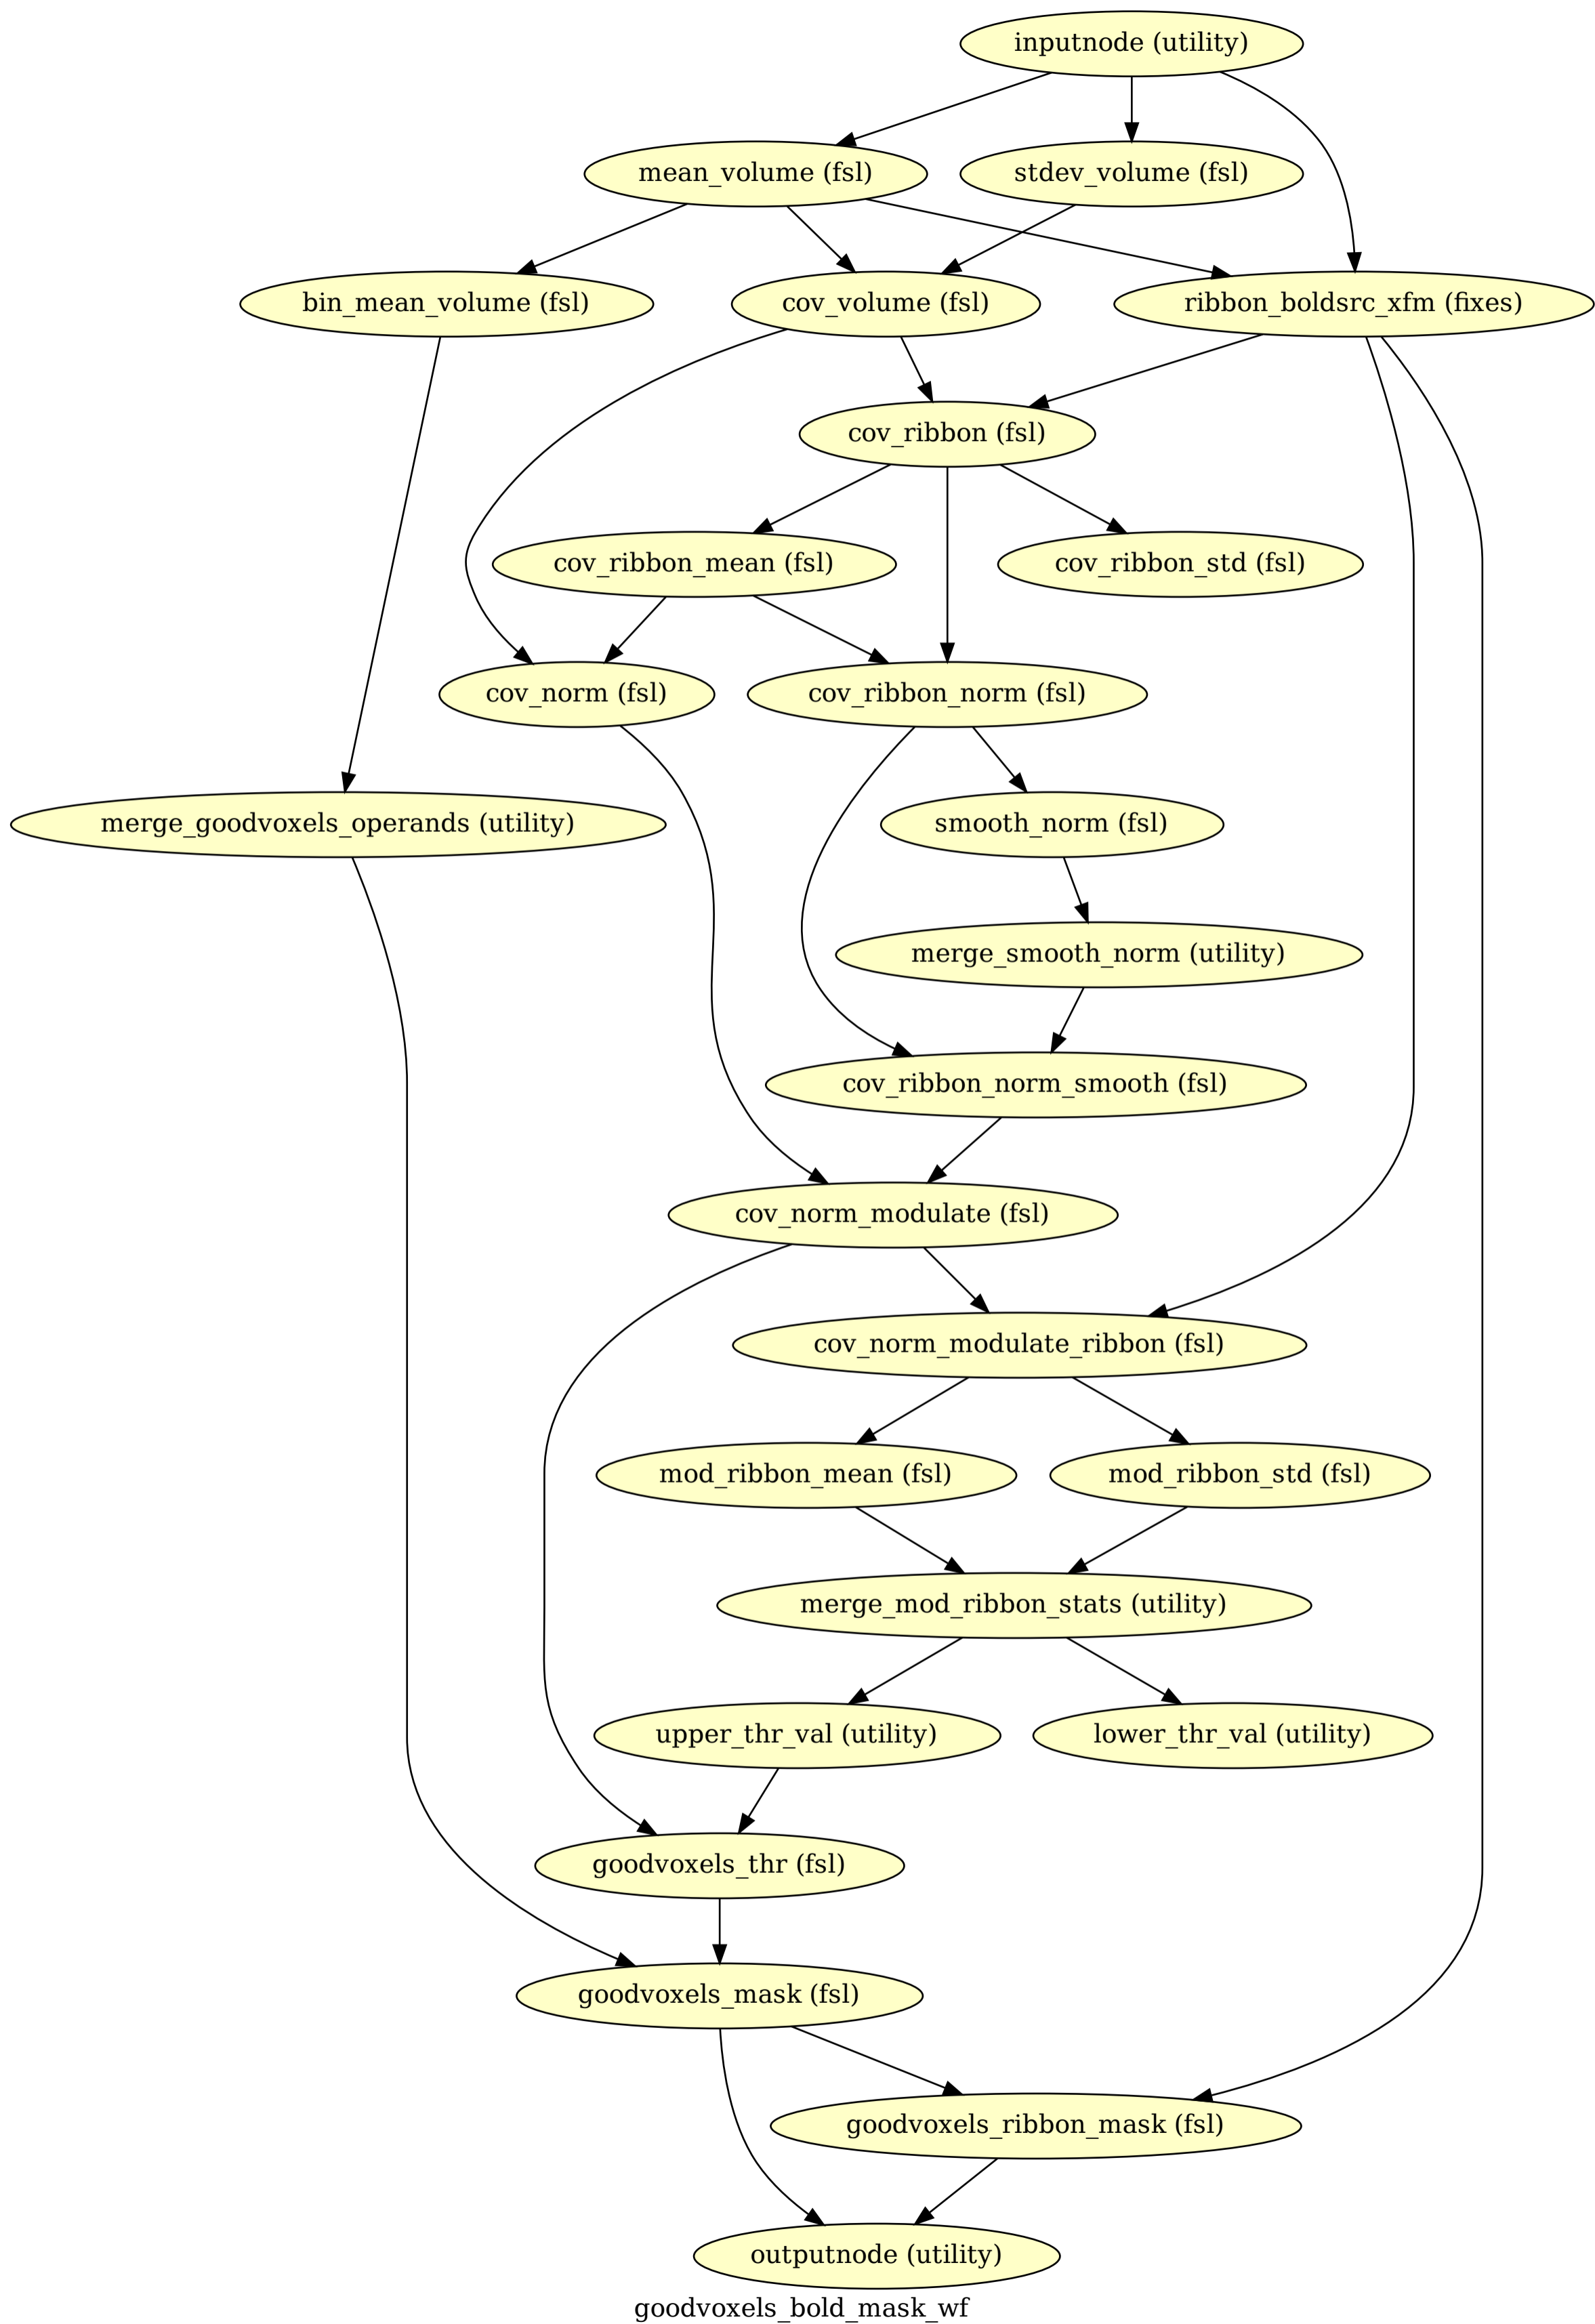 inputnode (utility)
mean_volume (fsl)
stdev_volume (fsl)
bin_mean_volume (fsl)
cov_volume (fsl)
ribbon_boldsrc_xfm (fixes)
cov_ribbon (fsl)
cov_ribbon_mean (fsl)
cov_ribbon_std (fsl)
cov_norm (fsl)
cov_ribbon_norm (fsl)
merge_goodvoxels_operands (utility)
smooth_norm (fsl)
merge_smooth_norm (utility)
cov_ribbon_norm_smooth (fsl)
cov_norm_modulate (fsl)
cov_norm_modulate_ribbon (fsl)
mod_ribbon_mean (fsl)
mod_ribbon_std (fsl)
merge_mod_ribbon_stats (utility)
upper_thr_val (utility)
lower_thr_val (utility)
goodvoxels_thr (fsl)
goodvoxels_mask (fsl)
goodvoxels_ribbon_mask (fsl)
outputnode (utility)
goodvoxels_bold_mask_wf